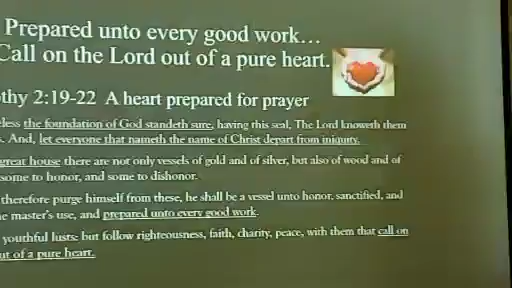 Prepared unto every good work…
Call on the Lord out of a pure heart.
thy 2:19-22 A heart prepared for prayer
less the foundation of God standeth sure, having this seal, The Lord knoweth them
s. And, let everyone that nameth the name of Christ depart from iniquity.
great house there are not only vessels of gold and of silver, but also of wood and of
some to honor, and some to dishonor.
therefore purge himself from these, he shall be a vessel unto honor, sanctified, and
e master's use, and prepared unto every good work.
youthful lusts: but follow righteousness, faith, charity, peace, with them that call on
ut of a pure heart.